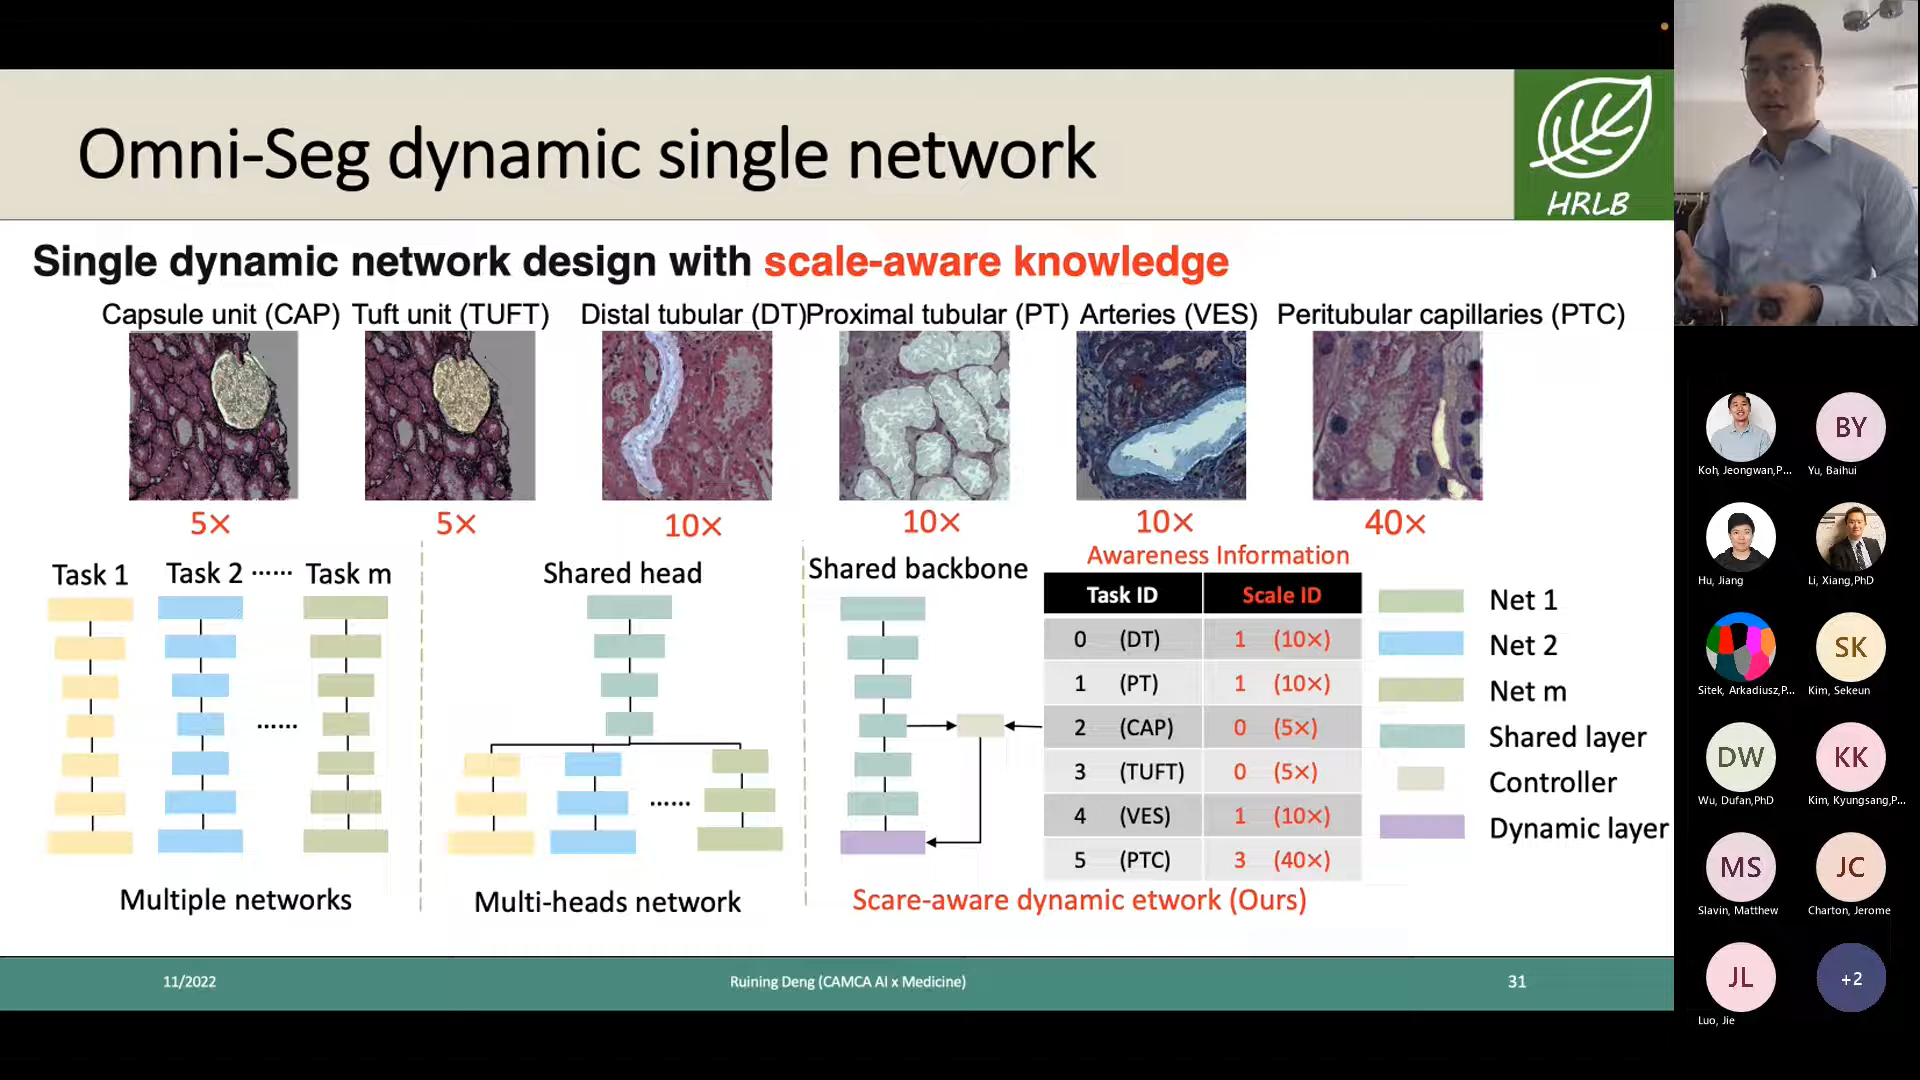 Omni-Seg dynamic single network
HRLB
Single dynamic network design with scale-aware knowledge
Capsule unit (CAP) Tuft unit (TUFT) Distal tubular (DT) Proximal tubular (PT) Arteries (VES) Peritubular capillaries (PTC)
5× 5× 10× 10× 10× 40×
Task 1 Task 2 ...... Task m
......
Multiple networks
Shared head
......
Multi-heads network
Shared backbone
Awareness Information
Task ID Scale ID
0 (DT) 1 (10×)
1 (PT) 1 (10×)
2 (CAP) 0 (5×)
3 (TUFT) 0 (5×)
4 (VES) 1 (10×)
5 (PTC) 3 (40×)
Scare-aware dynamic etwork (Ours)
Net 1
Net 2
Net m
Shared layer
Controller
Dynamic layer
11/2022 Ruining Deng (CAMCA AI x Medicine) 31
BY
Koh, Jeongwan,P... Yu, Baihui
Hu, Jiang Li, Xiang,PhD
SK
Sitek, Arkadiusz,P... Kim, Sekeun
DW KK
Wu, Dufan,PhD Kim, Kyungsang,P...
MS JC
Slavin, Matthew Charton, Jerome
JL +2
Luo, Jie